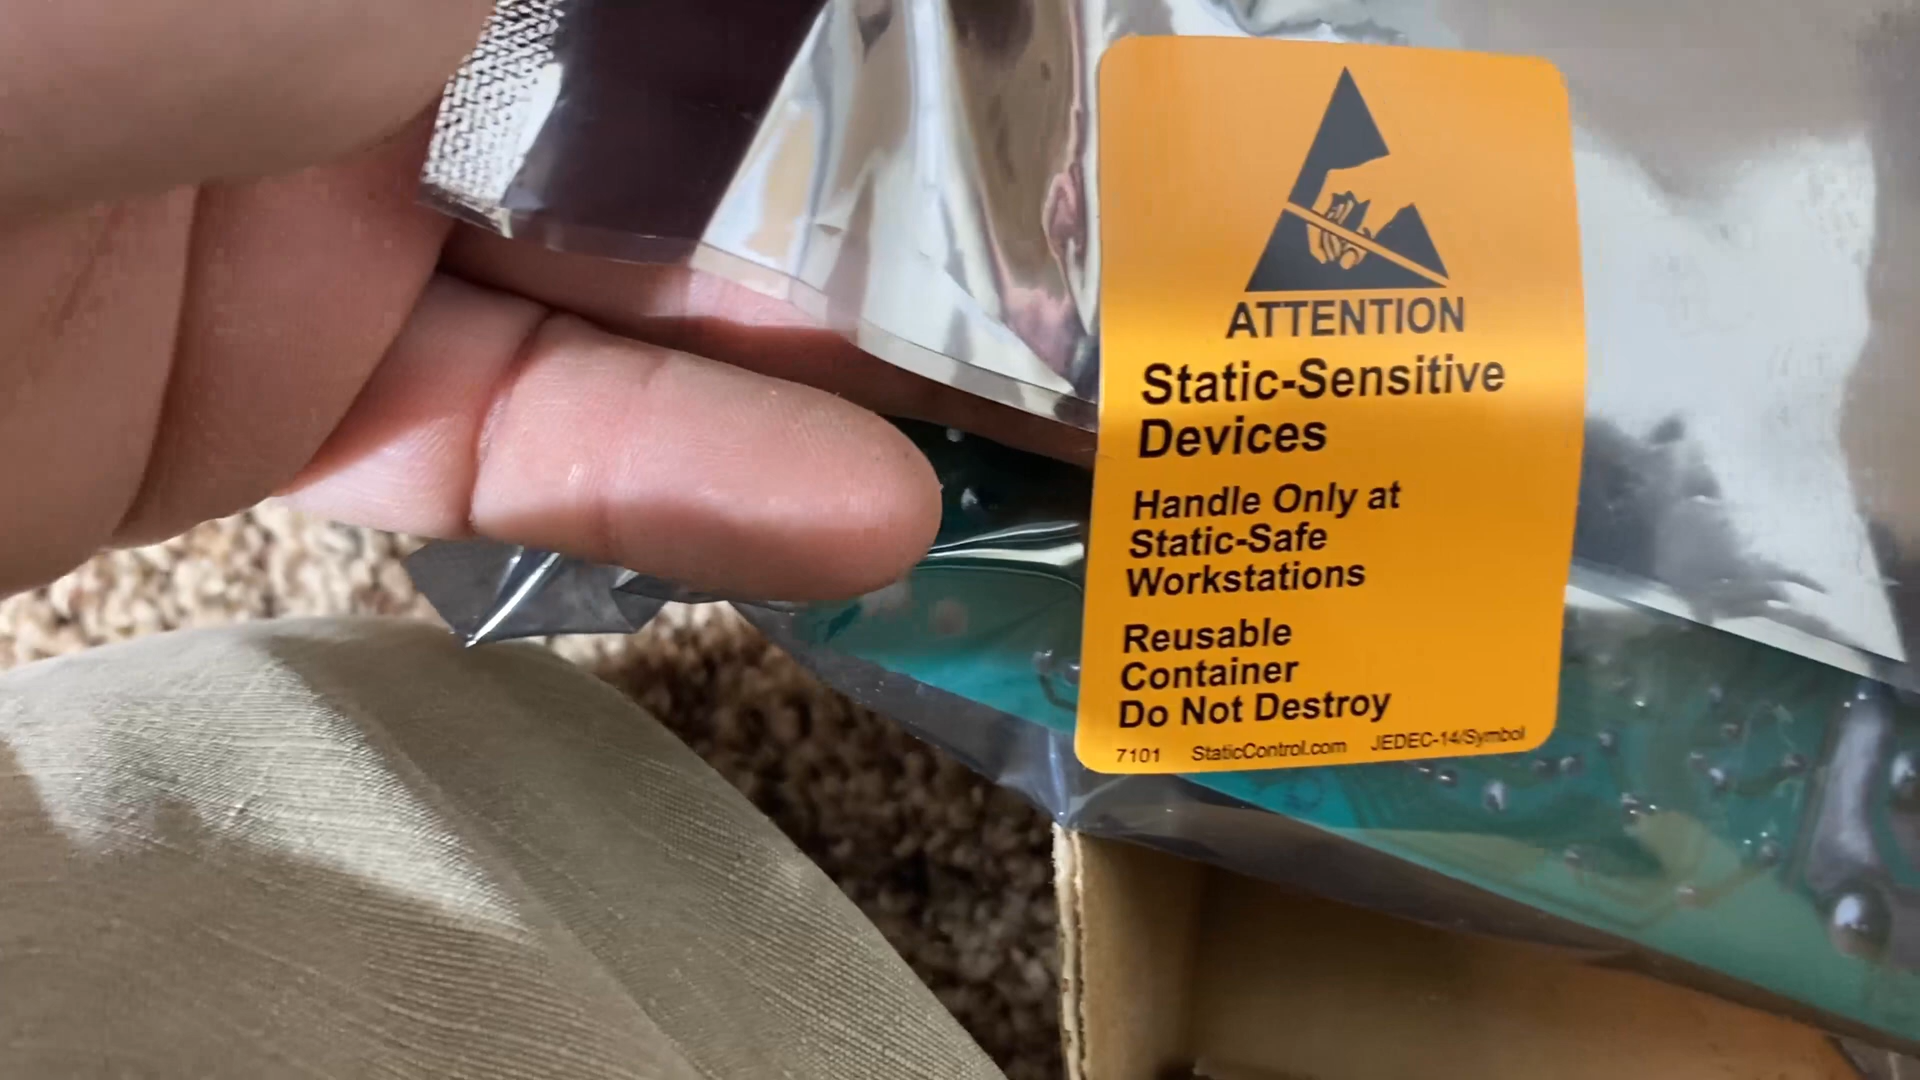 ATTENTION
Static-Sensitive
Devices
Handle Only at
Static-Safe
Workstations
Reusable
Container
Do Not Destroy
7101 StaticControl.com JEDEC-14/Symbol